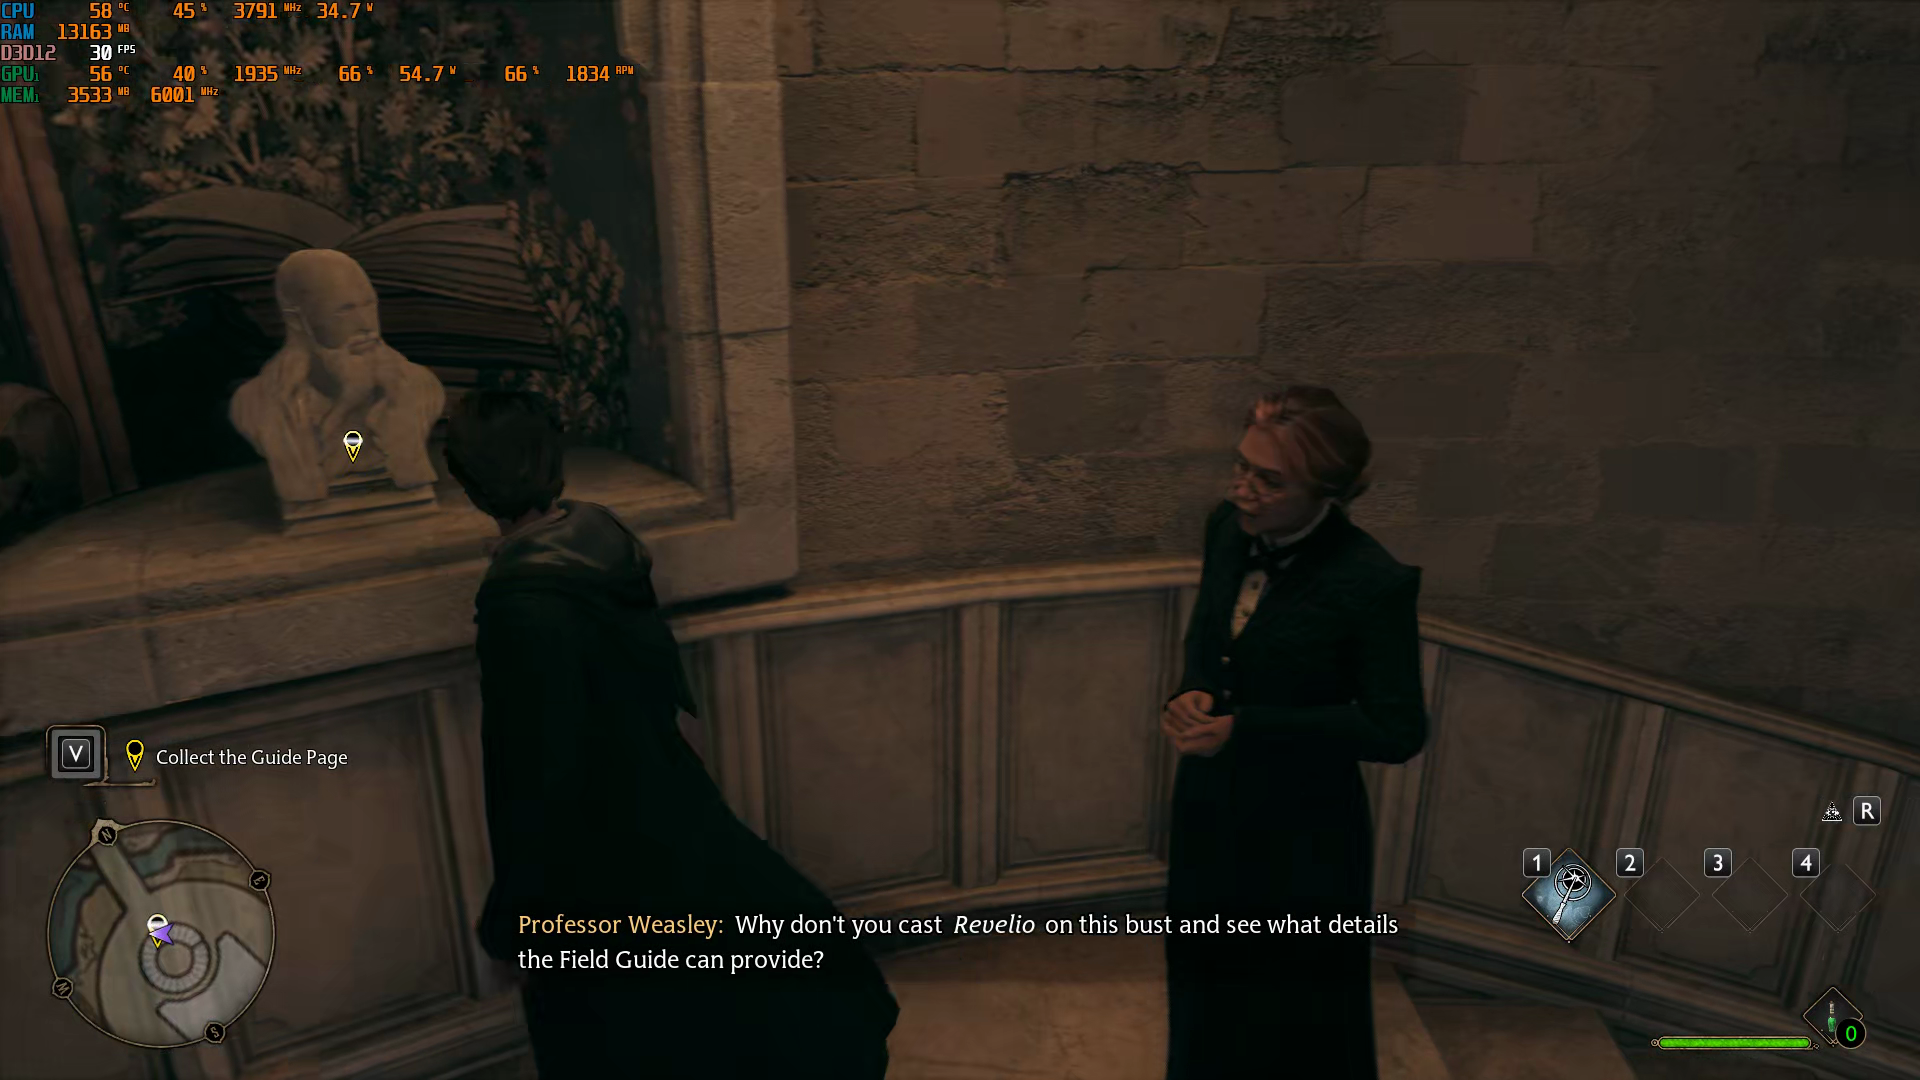 CPU 58 °C 45 % 3791 MHz 34.7 W
RAM 13163 MB
D3D12 30 FPS
GPU1 56 °C 40 % 1935 MHz 66 % 54.7 W 66 % 1834 RPM
MEM1 3533 MB 6001 MHz
V Collect the Guide Page
R
1 2 3 4
N
E
W
S
Professor Weasley: Why don't you cast Revelio on this bust and see what details
the Field Guide can provide?
0